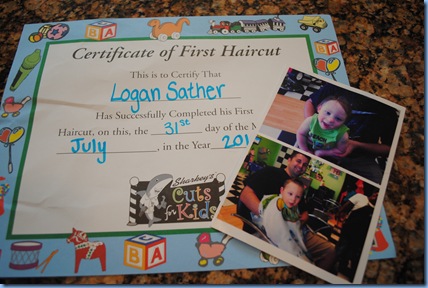 Certificate of First Haircut
This is to Certify That
Logan Sather
Has Successfully Completed his First
Haircut, on this, the 31st day of the
July, in the Year 201
Sharkey's
Cuts
for Kids